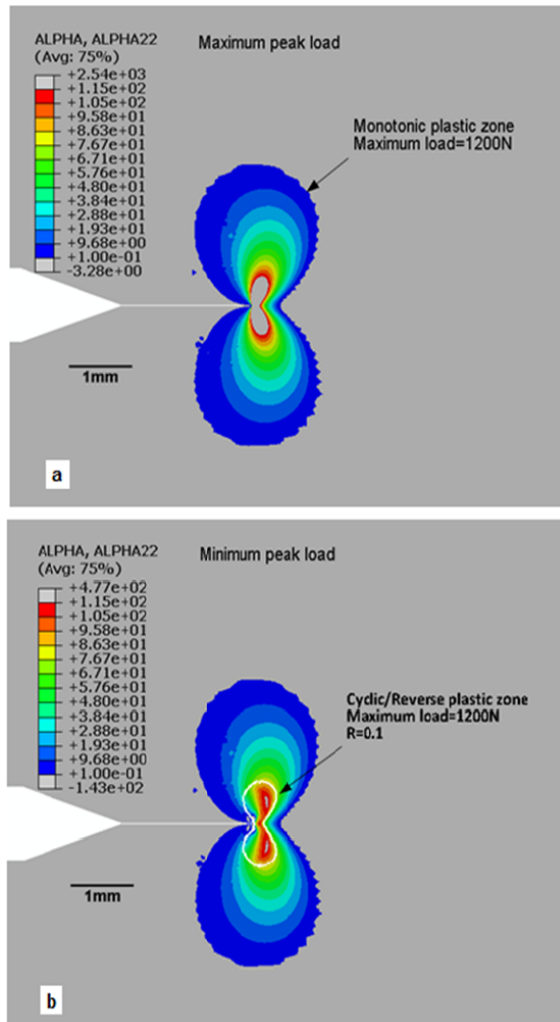 ALPHA, ALPHA22
(Avg: 75%)
+2.54e+03
+1.15e+02
+1.05e+02
+9.58e+01
+8.63e+01
+7.67e+01
+6.71e+01
+5.76e+01
+4.80e+01
+3.84e+01
+2.88e+01
+1.93e+01
+9.68e+00
+1.00e-01
-3.28e+00
Maximum peak load
Monotonic plastic zone
Maximum load=1200N
1mm
a
ALPHA, ALPHA22
(Avg: 75%)
+4.77e+02
+1.15e+02
+1.05e+02
+9.58e+01
+8.63e+01
+7.67e+01
+6.71e+01
+5.76e+01
+4.80e+01
+3.84e+01
+2.88e+01
+1.93e+01
+9.68e+00
+1.00e-01
-1.43e+02
Minimum peak load
Cyclic/Reverse plastic zone
Maximum load=1200N
R=0.1
1mm
b